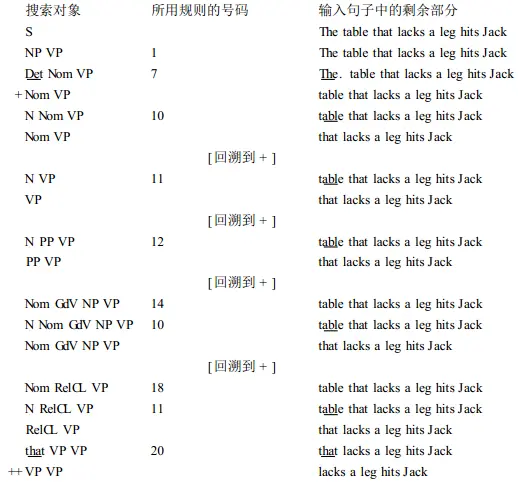 搜索对象 所用规则的号码 输入句子中的剩余部分
S The table that lacks a leg hits Jack
NP VP 1 The table that lacks a leg hits Jack
Det Nom VP 7 The. table that lacks a leg hits Jack
+ Nom VP table that lacks a leg hits Jack
N Nom VP 10 table that lacks a leg hits Jack
Nom VP that lacks a leg hits Jack
[回溯到 + ]
N VP 11 table that lacks a leg hits Jack
VP that lacks a leg hits Jack
[回溯到 + ]
N PP VP 12 table that lacks a leg hits Jack
PP VP that lacks a leg hits Jack
[回溯到 + ]
Nom GdV NP VP 14 table that lacks a leg hits Jack
N Nom GdV NP VP 10 table that lacks a leg hits Jack
Nom GdV NP VP that lacks a leg hits Jack
[回溯到 + ]
Nom RelCL VP 18 table that lacks a leg hits Jack
N RelCL VP 11 table that lacks a leg hits Jack
RelCL VP that lacks a leg hits Jack
that VP VP 20 that lacks a leg hits Jack
++ VP VP lacks a leg hits Jack